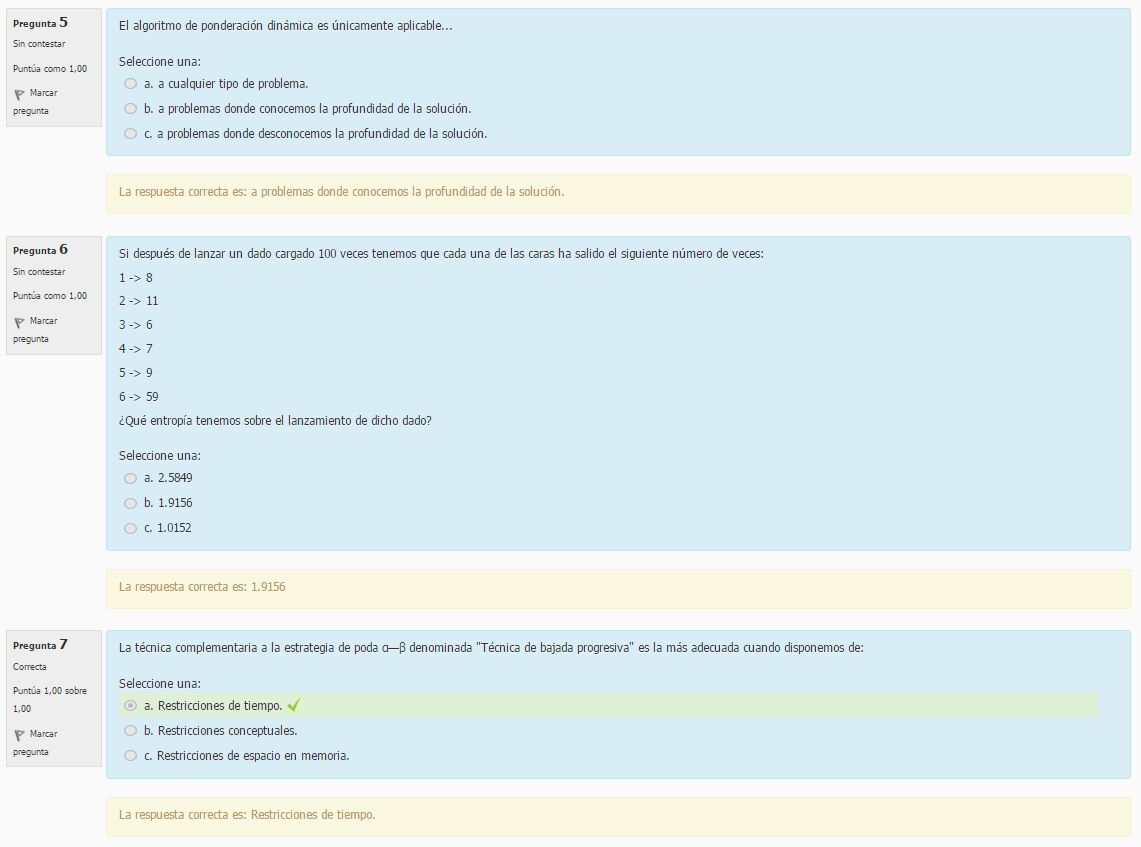 Pregunta 5
Sin contestar
Puntúa como 1,00
Marcar
pregunta
El algoritmo de ponderación dinámica es únicamente aplicable...
Seleccione una:
a. a cualquier tipo de problema.
b. a problemas donde conocemos la profundidad de la solución.
c. a problemas donde desconocemos la profundidad de la solución.
La respuesta correcta es: a problemas donde conocemos la profundidad de la solución.
Pregunta 6
Sin contestar
Puntúa como 1,00
Marcar
pregunta
Si después de lanzar un dado cargado 100 veces tenemos que cada una de las caras ha salido el siguiente número de veces:
1 -> 8
2 -> 11
3 -> 6
4 -> 7
5 -> 9
6 -> 59
¿Qué entropía tenemos sobre el lanzamiento de dicho dado?
Seleccione una:
a. 2.5849
b. 1.9156
c. 1.0152
La respuesta correcta es: 1.9156
Pregunta 7
Correcta
Puntúa 1,00 sobre
1,00
Marcar
pregunta
La técnica complementaria a la estrategia de poda α—β denominada "Técnica de bajada progresiva" es la más adecuada cuando disponemos de:
Seleccione una:
a. Restricciones de tiempo.
b. Restricciones conceptuales.
c. Restricciones de espacio en memoria.
La respuesta correcta es: Restricciones de tiempo.